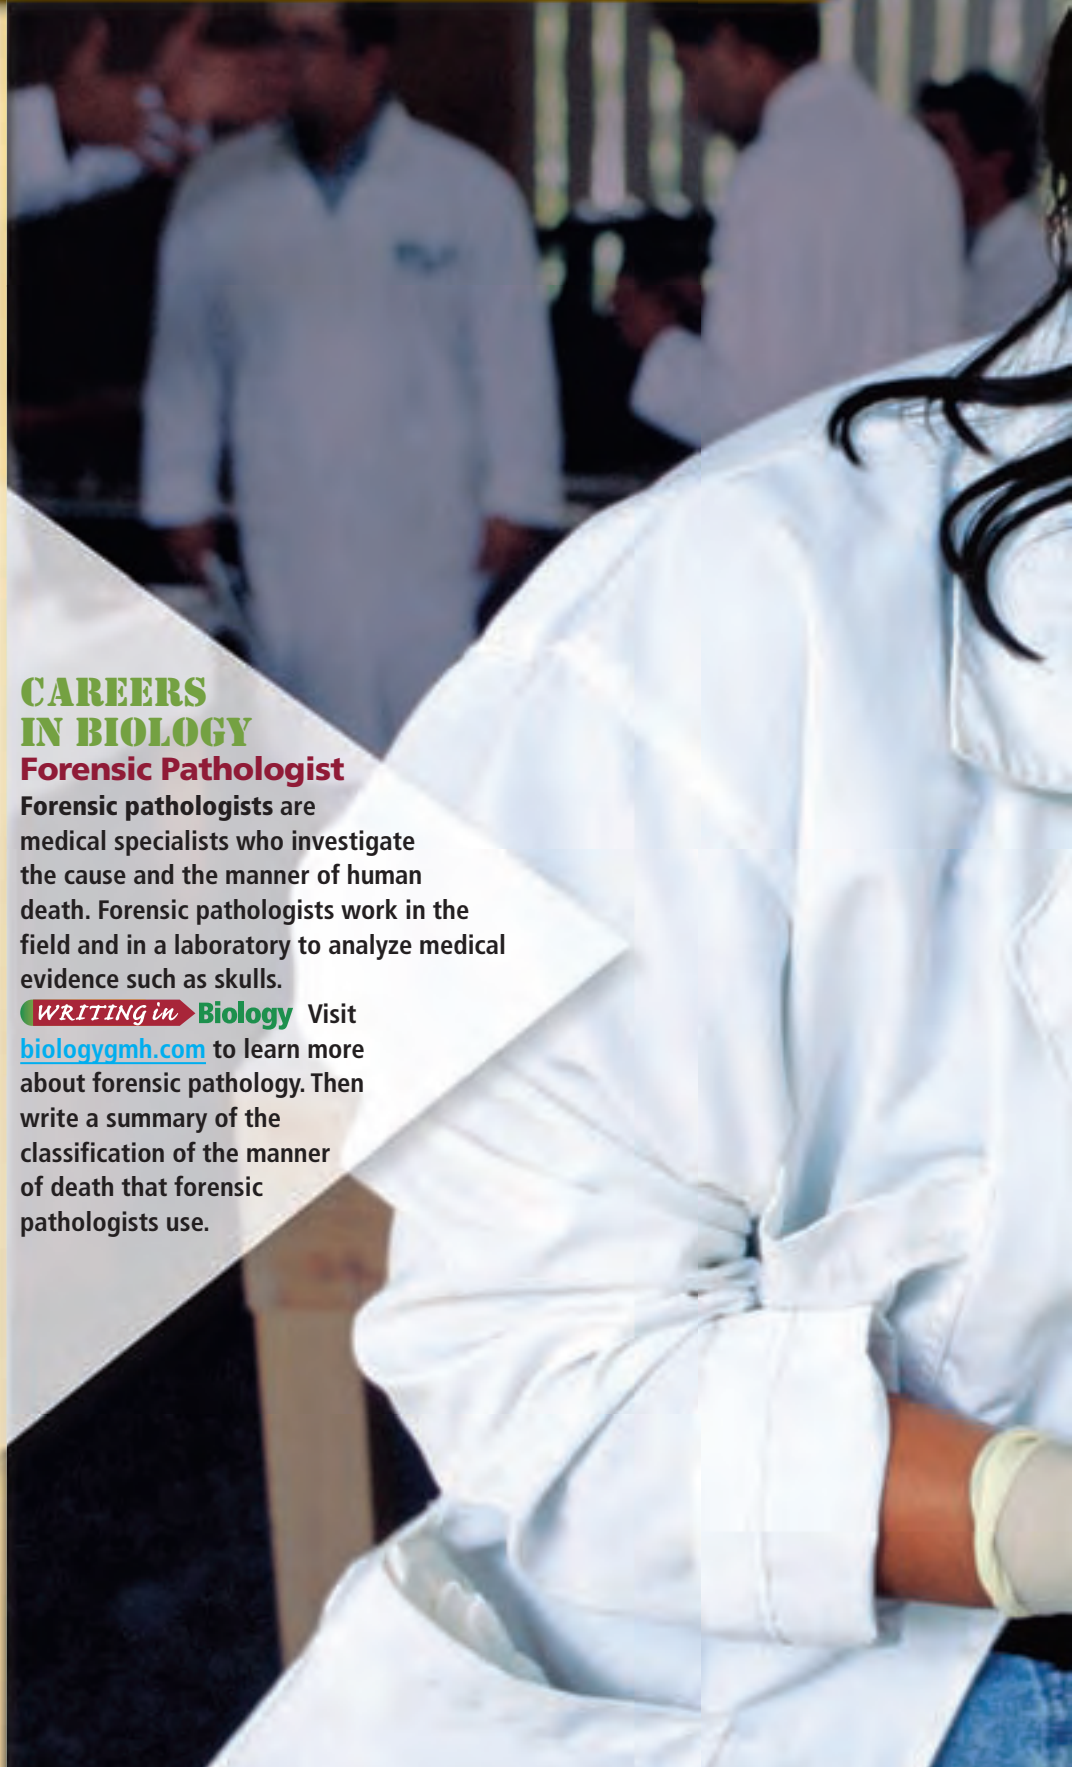 CAREERS
IN BIOLOGY
Forensic Pathologist
Forensic pathologists are
medical specialists who investigate
the cause and the manner of human
death. Forensic pathologists work in the
field and in a laboratory to analyze medical
evidence such as skulls.
WRITING in Biology Visit
biologygmh.com to learn more
about forensic pathology. Then
write a summary of the
classification of the manner
of death that forensic
pathologists use.